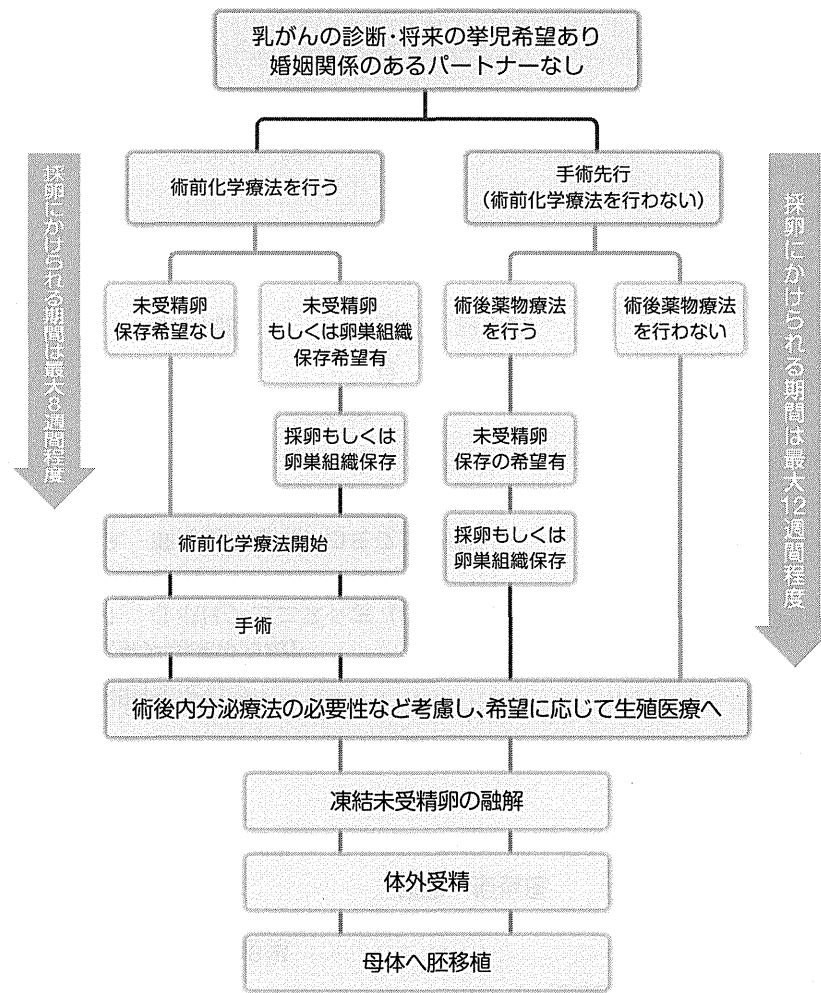 乳がんの診断・将来の挙児希望あり
婚姻関係のあるパートナーなし
採卵にかけられる期間は最大8週間程度
術前化学療法を行う
手術先行
(術前化学療法を行わない)
採卵にかけられる期間は最大12週間程度
未受精卵
保存希望なし
未受精卵
もしくは卵巣組織
保存希望有
術後薬物療法
を行う
術後薬物療法
を行わない
採卵もしくは
卵巣組織保存
未受精卵
保存の希望有
術前化学療法開始
採卵もしくは
卵巣組織保存
手術
術後内分泌療法の必要性など考慮し、希望に応じて生殖医療へ
凍結未受精卵の融解
体外受精
母体へ胚移植